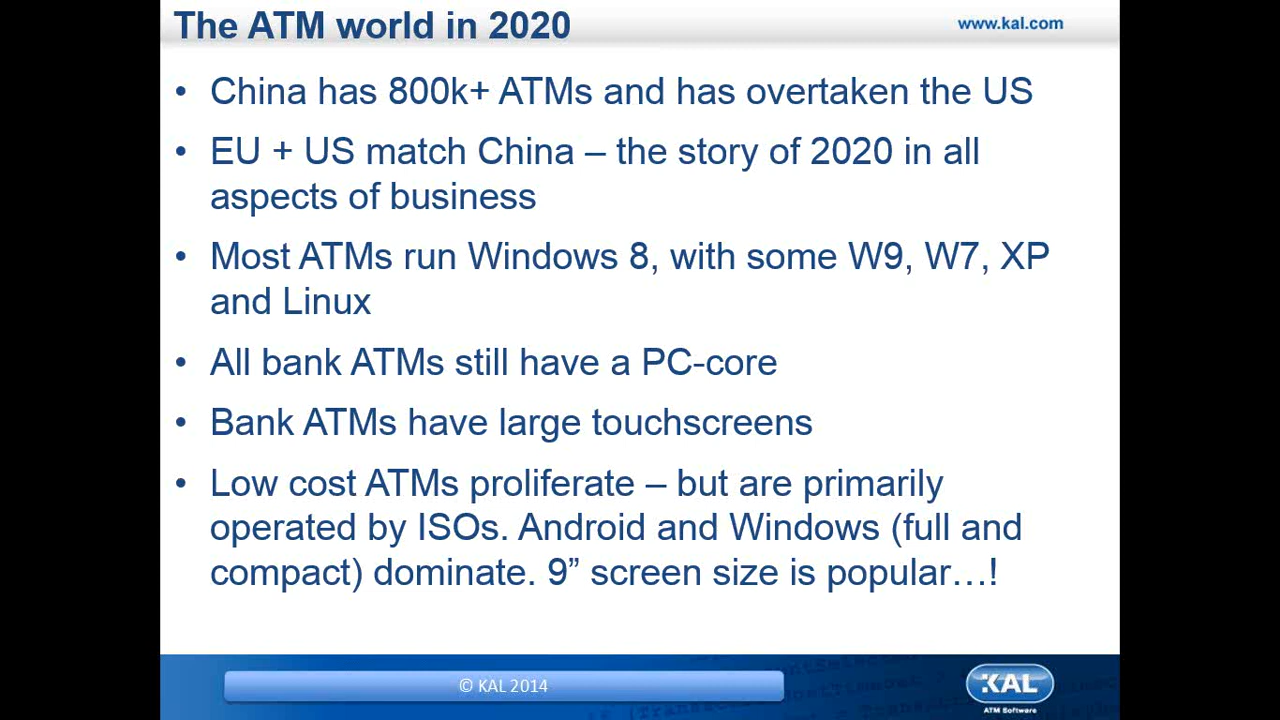 The ATM world in 2020
www.kal.com
• China has 800k+ ATMs and has overtaken the US
• EU + US match China – the story of 2020 in all
aspects of business
• Most ATMs run Windows 8, with some W9, W7, XP
and Linux
• All bank ATMs still have a PC-core
• Bank ATMs have large touchscreens
• Low cost ATMs proliferate – but are primarily
operated by ISOs. Android and Windows (full and
compact) dominate. 9” screen size is popular…!
© KAL 2014
KAL
ATM Software